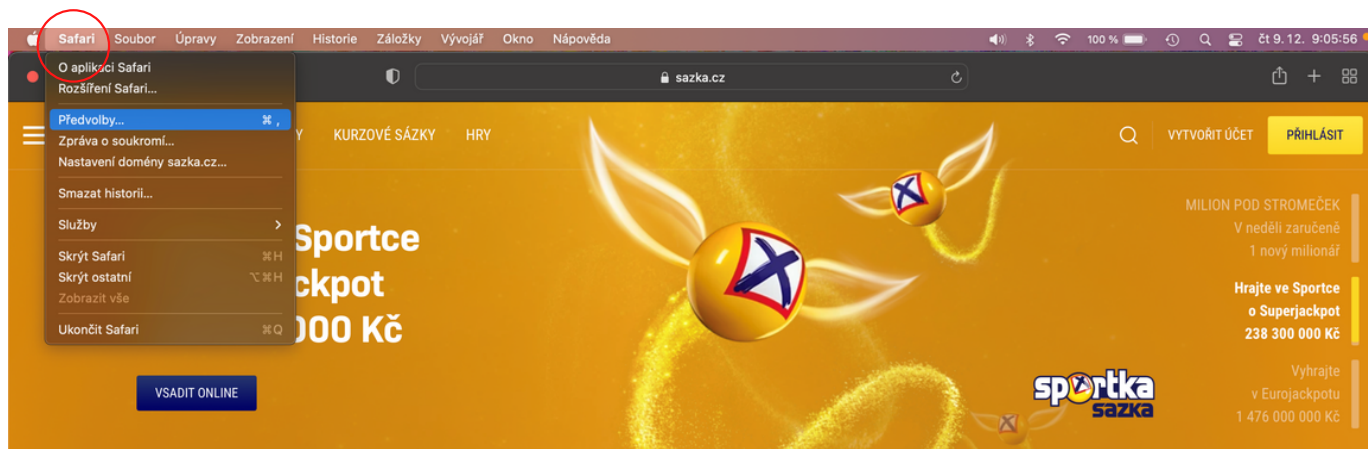 Safari Soubor Úpravy Zobrazení Historie Záložky Vývojář Okno Nápověda 100 % čt 9. 12. 9:05:56
O aplikaci Safari
Rozšíření Safari...
Předvolby... ⌘ ,
Zpráva o soukromí...
Nastavení domény sazka.cz...
Smazat historii...
Služby
Skrýt Safari ⌘H
Skrýt ostatní ⌥⌘H
Zobrazit vše
Ukončit Safari ⌘Q
sazka.cz
Y KURZOVÉ SÁZKY HRY
VYTVOŘIT ÚČET PŘIHLÁSIT
Sportce
ckpot
000 Kč
VSADIT ONLINE
sportka
sazka
MILION POD STROMEČEK
V neděli zaručeně
1 nový milionář
Hrajte ve Sportce
o Superjackpot
238 300 000 Kč
Vyhrajte
v Eurojackpotu
1 476 000 000 Kč